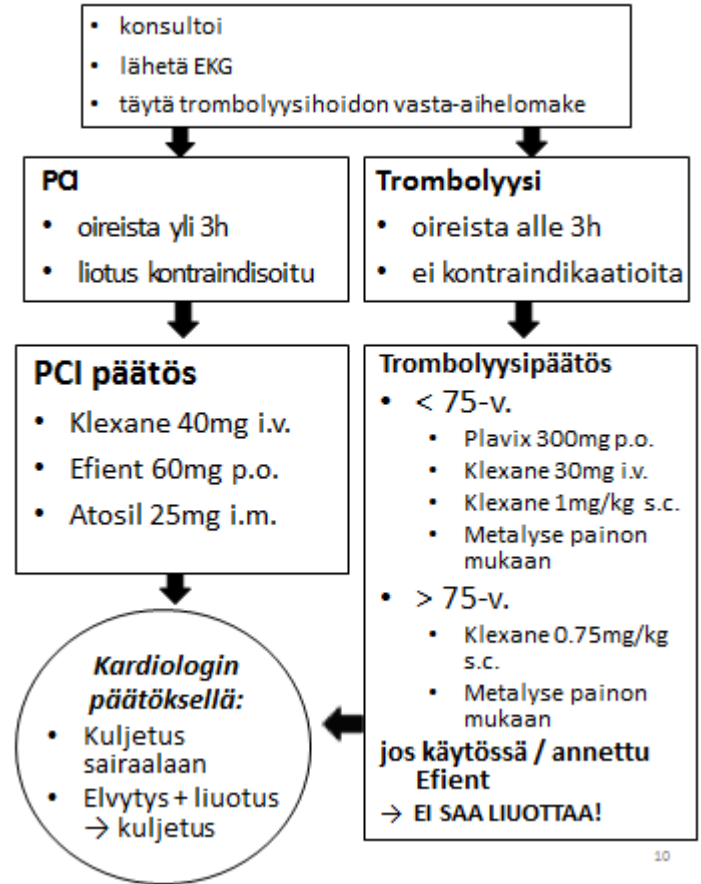 • konsultoi
• lähetä EKG
• täytä trombolyysihoidon vasta-aihelomake
PCI
• oireista yli 3h
• liotus kontraindisoitu
Trombolyysi
• oireista alle 3h
• ei kontraindikaatioita
PCI päätös
• Klexane 40mg i.v.
• Efient 60mg p.o.
• Atosil 25mg i.m.
Trombolyysipäätös
• < 75-v.
• Plavix 300mg p.o.
• Klexane 30mg i.v.
• Klexane 1mg/kg s.c.
• Metalyse painon
mukaan
• > 75-v.
• Klexane 0.75mg/kg
s.c.
• Metalyse painon
mukaan
jos käytössä / annettu
Efient
→ EI SAA LIUOTTAA!
Kardiologin
päätöksellä:
• Kuljetus
sairaalaan
• Elvytys + liuotus
→ kuljetus
10